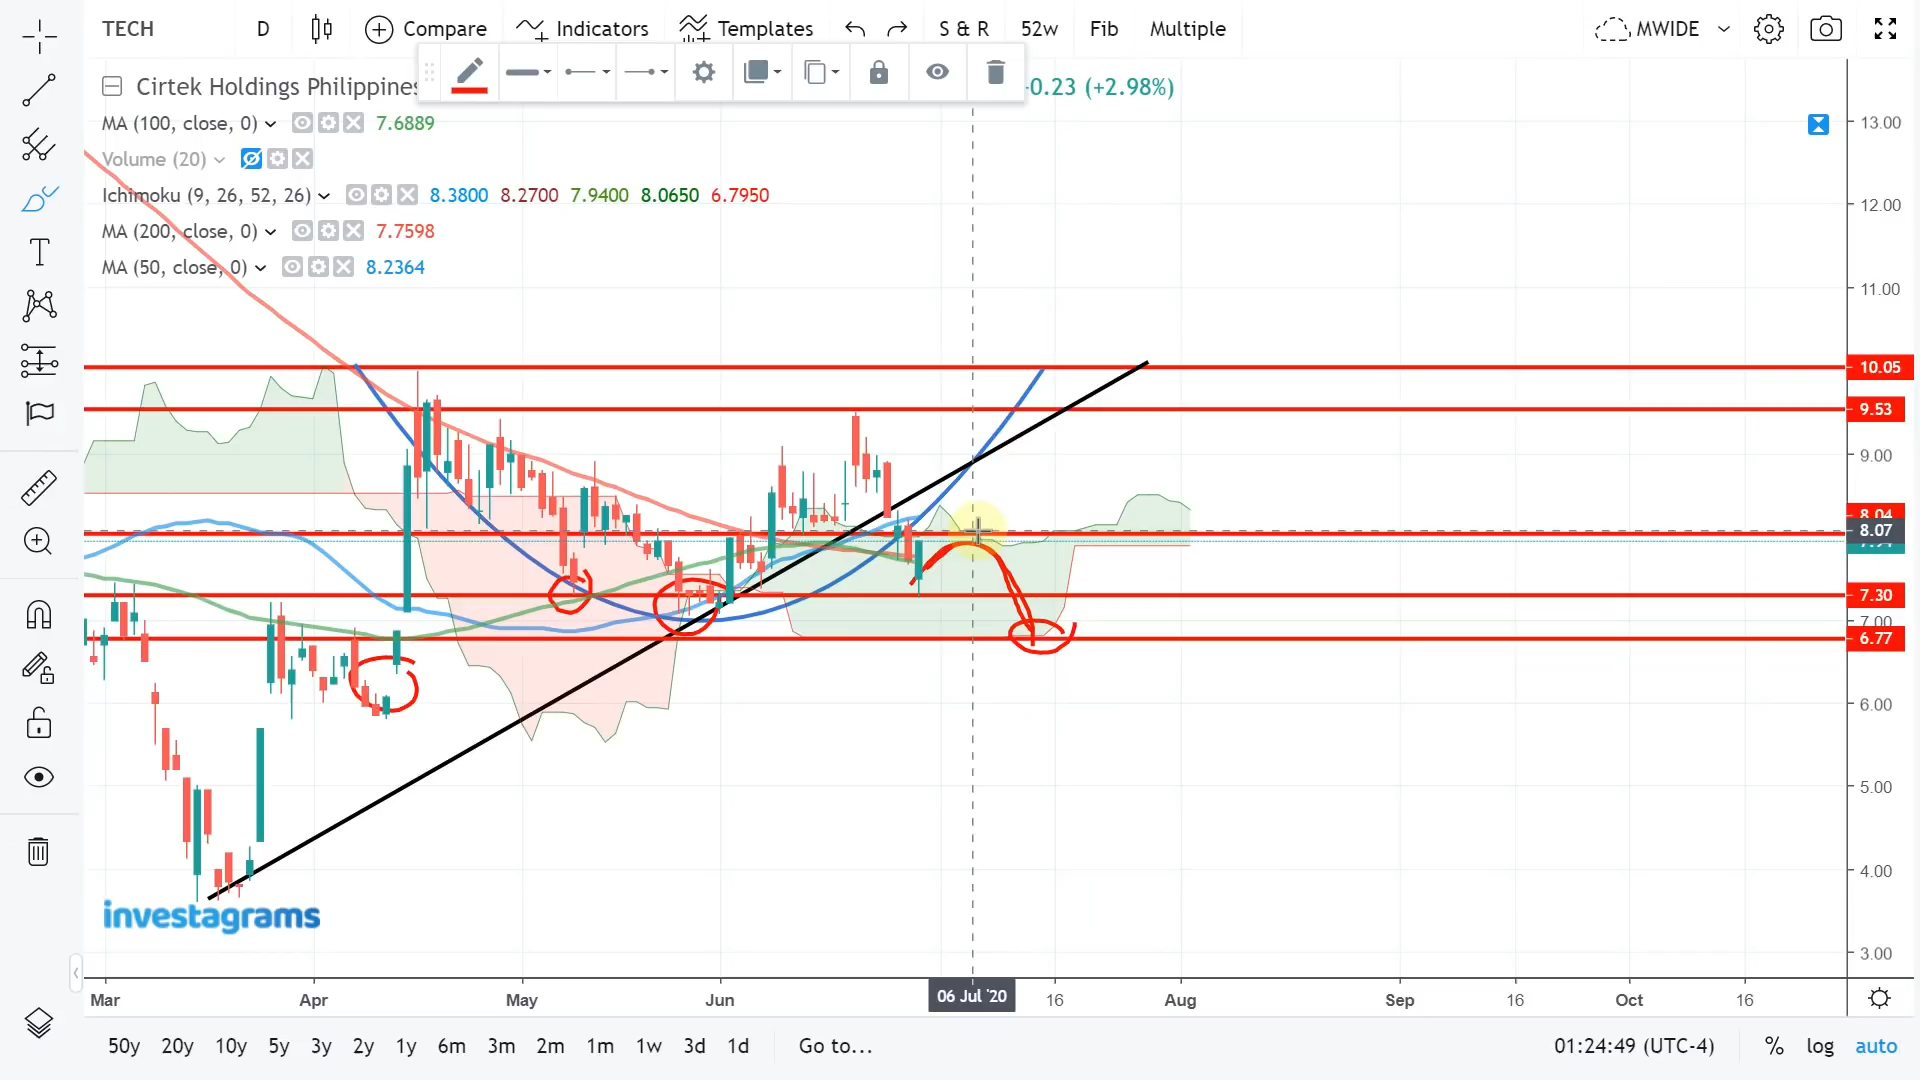 TECH D Compare Indicators Templates S & R 52w Fib Multiple MWIDE
Cirtek Holdings Philippines 0.23 (+2.98%)
MA (100, close, 0) 7.6889
Volume (20)
Ichimoku (9, 26, 52, 26) 8.3800 8.2700 7.9400 8.0650 6.7950
MA (200, close, 0) 7.7598
MA (50, close, 0) 8.2364
13.00
12.00
11.00
10.05
9.53
9.00
8.04
8.07
7.30
7.00
6.77
6.00
5.00
4.00
3.00
investagrams
Mar Apr May Jun 06 Jul '20 16 Aug Sep 16 Oct 16
50y 20y 10y 5y 3y 2y 1y 6m 3m 2m 1m 1w 3d 1d Go to... 01:24:49 (UTC-4) % log auto